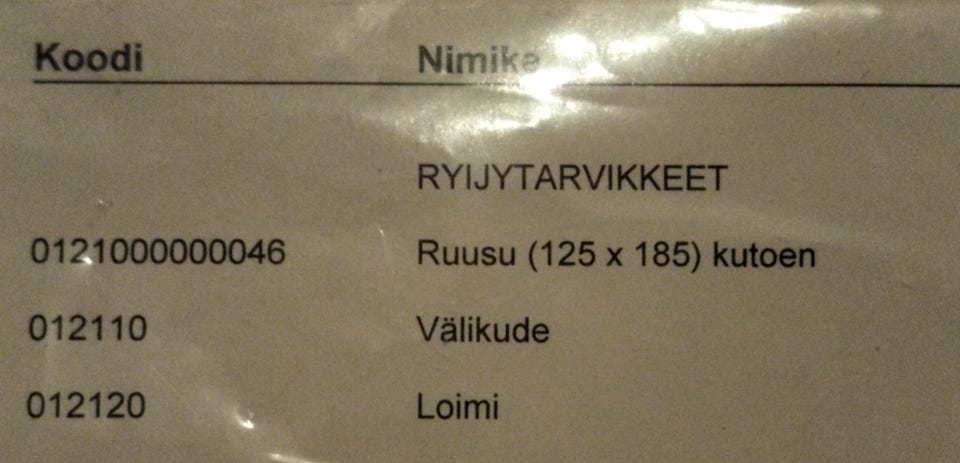 Koodi Nimike
RYIJYTARVIKKEET
0121000000046 Ruusu (125 x 185) kutoen
012110 Välikude
012120 Loimi